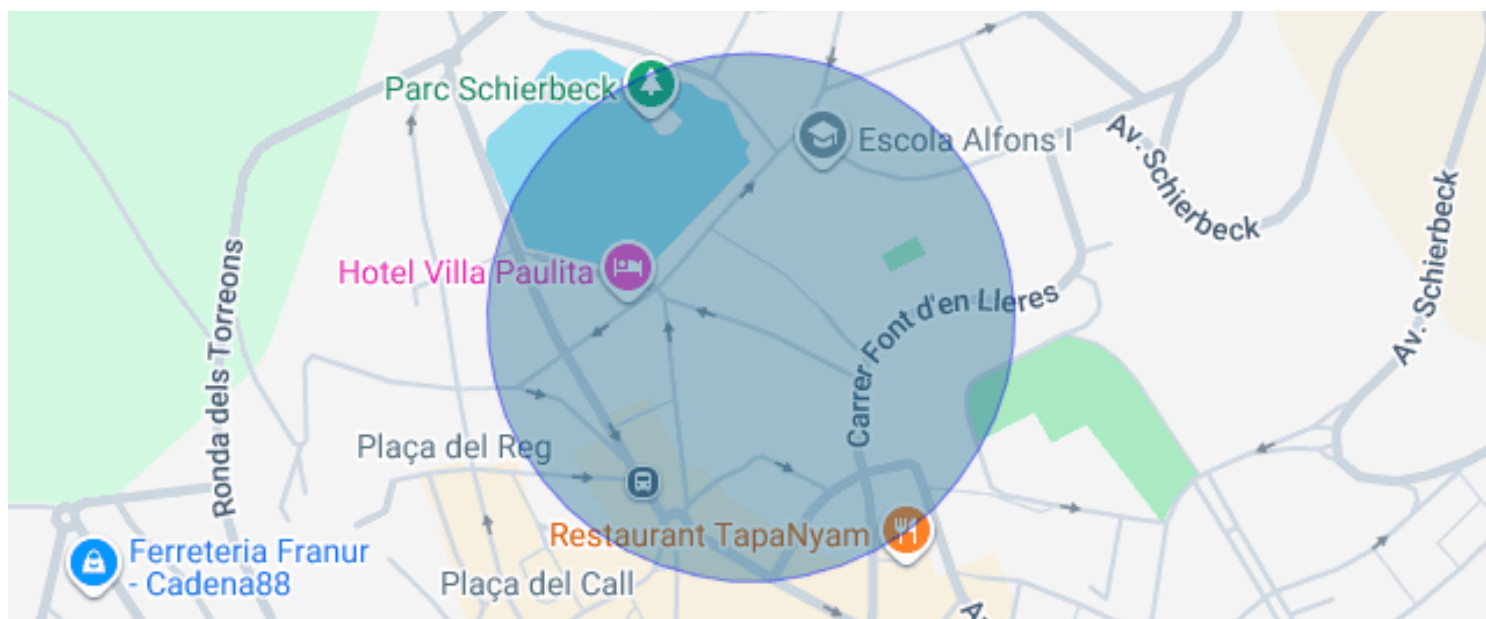 Parc Schierbeck
Escola Alfons I
Av. Schierbeck
Hotel Villa Paulita
Ronda dels Torreons
Carrer Font d'en Lleres
Av. Schierbeck
Plaça del Reg
Restaurant TapaNyam
Ferreteria Franur
- Cadena88
Plaça del Call